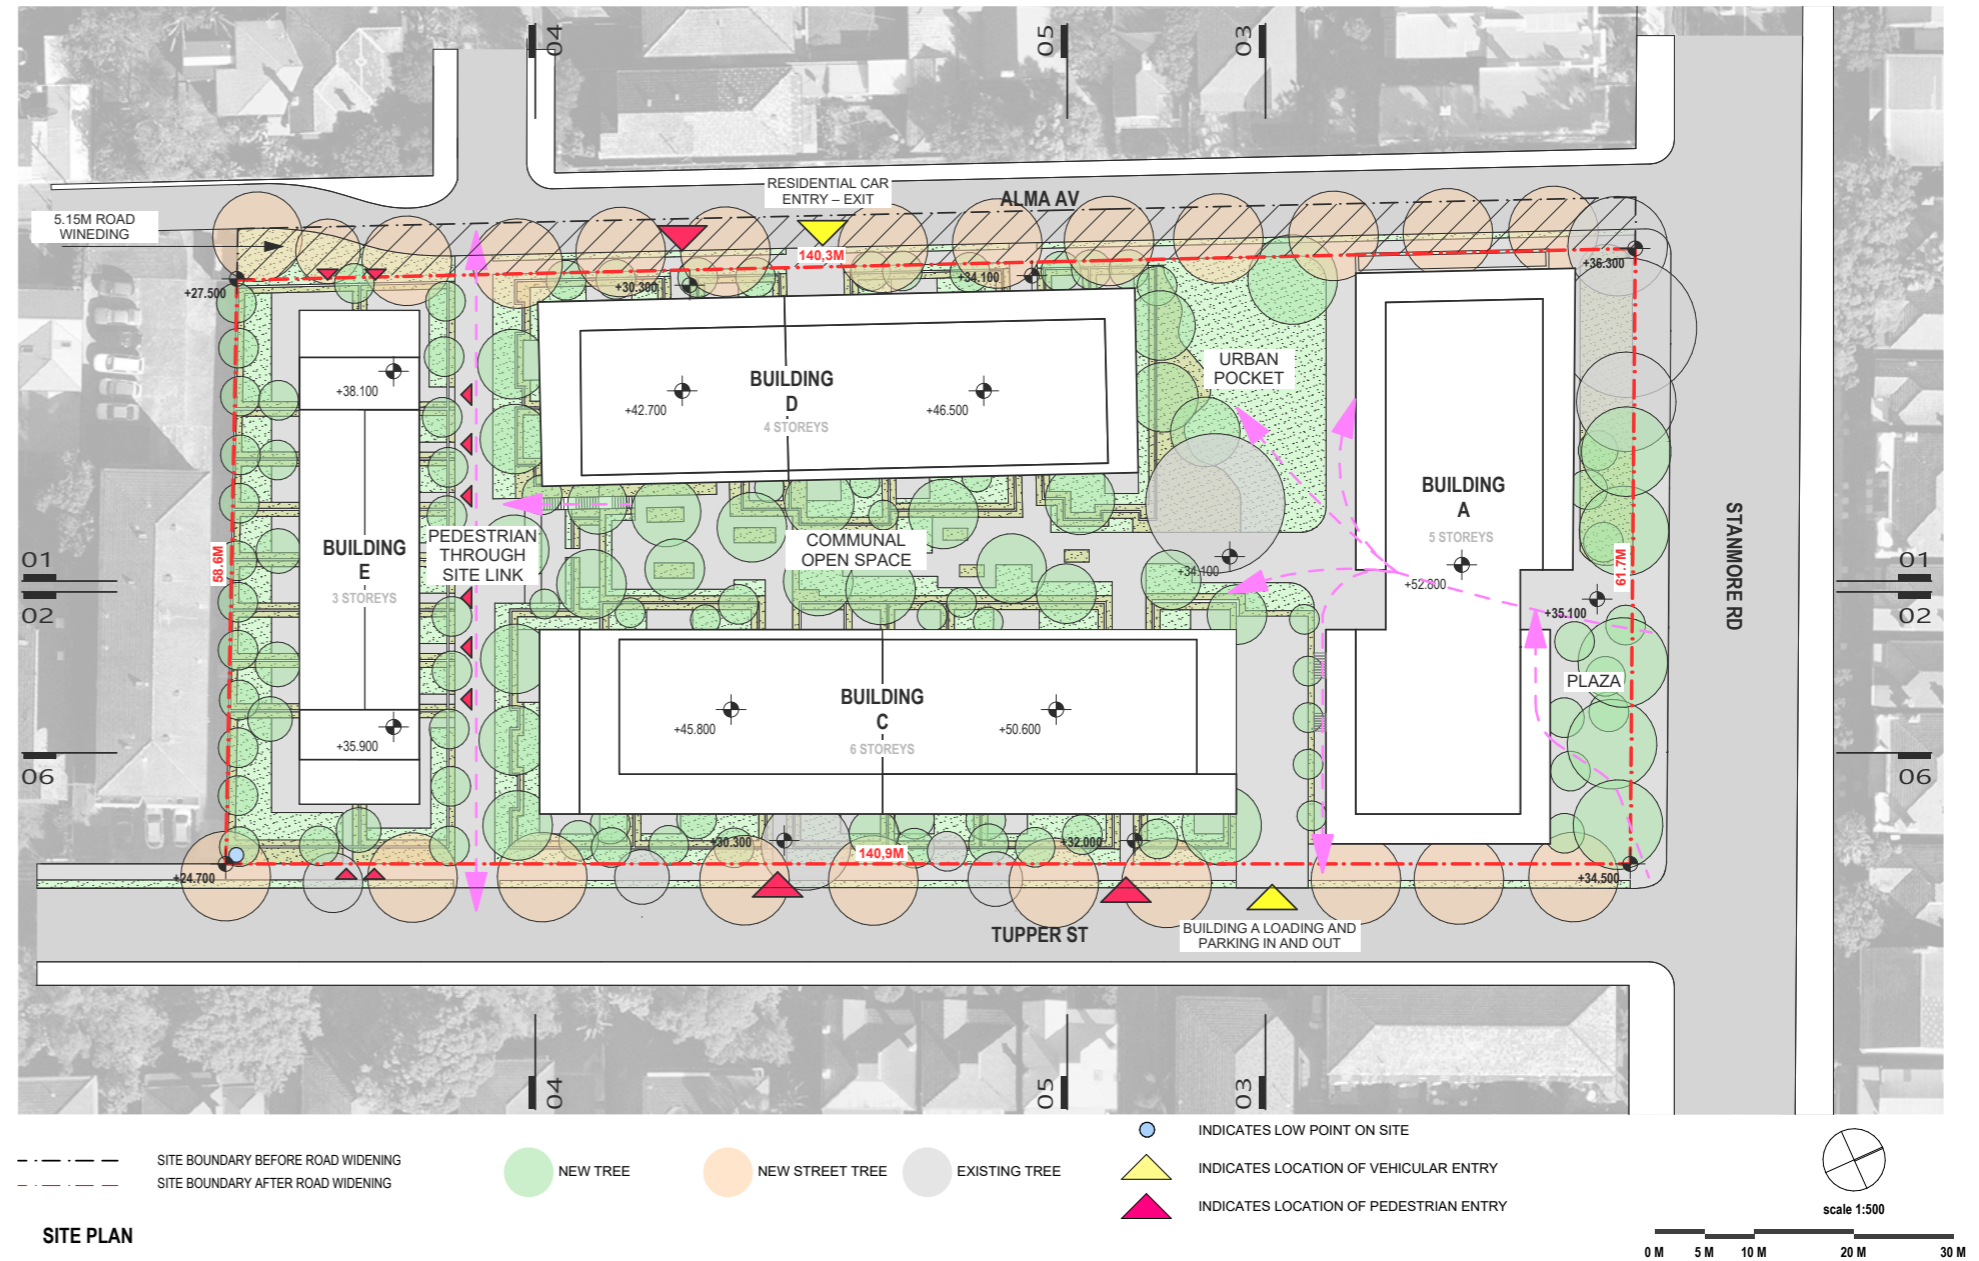 04
05
03
RESIDENTIAL CAR
ENTRY – EXIT
ALMA AV
5.15M ROAD
WINEDING
140,3M
+36.300
+34.100
+30.300
+27.500
URBAN
POCKET
+38.100
BUILDING
D
4 STOREYS
+42.700
+46.500
BUILDING
A
5 STOREYS
+52.800
STANMORE RD
58.6M
BUILDING
E
3 STOREYS
PEDESTRIAN
THROUGH
SITE LINK
COMMUNAL
OPEN SPACE
+34.100
61.7M
+35.100
01
02
01
02
PLAZA
BUILDING
C
6 STOREYS
+45.800
+50.600
+35.900
06
06
+30.300
140,9M
+32.000
+24.700
+34.500
TUPPER ST
BUILDING A LOADING AND
PARKING IN AND OUT
04
05
03
SITE BOUNDARY BEFORE ROAD WIDENING
SITE BOUNDARY AFTER ROAD WIDENING
NEW TREE
NEW STREET TREE
EXISTING TREE
INDICATES LOW POINT ON SITE
INDICATES LOCATION OF VEHICULAR ENTRY
INDICATES LOCATION OF PEDESTRIAN ENTRY
scale 1:500
0 M 5 M 10 M 20 M 30 M
SITE PLAN